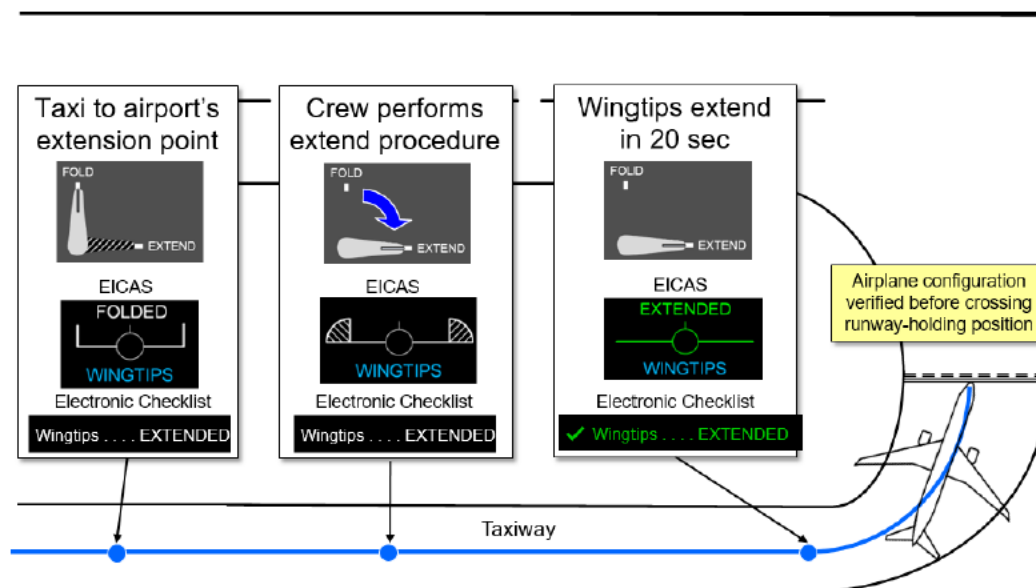 Taxi to airport's
extension point
FOLD
EXTEND
EICAS
FOLDED
WINGTIPS
Electronic Checklist
Wingtips . . . . EXTENDED
Crew performs
extend procedure
FOLD
EXTEND
EICAS
WINGTIPS
Electronic Checklist
Wingtips . . . . EXTENDED
Wingtips extend
in 20 sec
FOLD
EXTEND
EICAS
EXTENDED
WINGTIPS
Electronic Checklist
✓ Wingtips . . . . EXTENDED
Airplane configuration
verified before crossing
runway-holding position
Taxiway